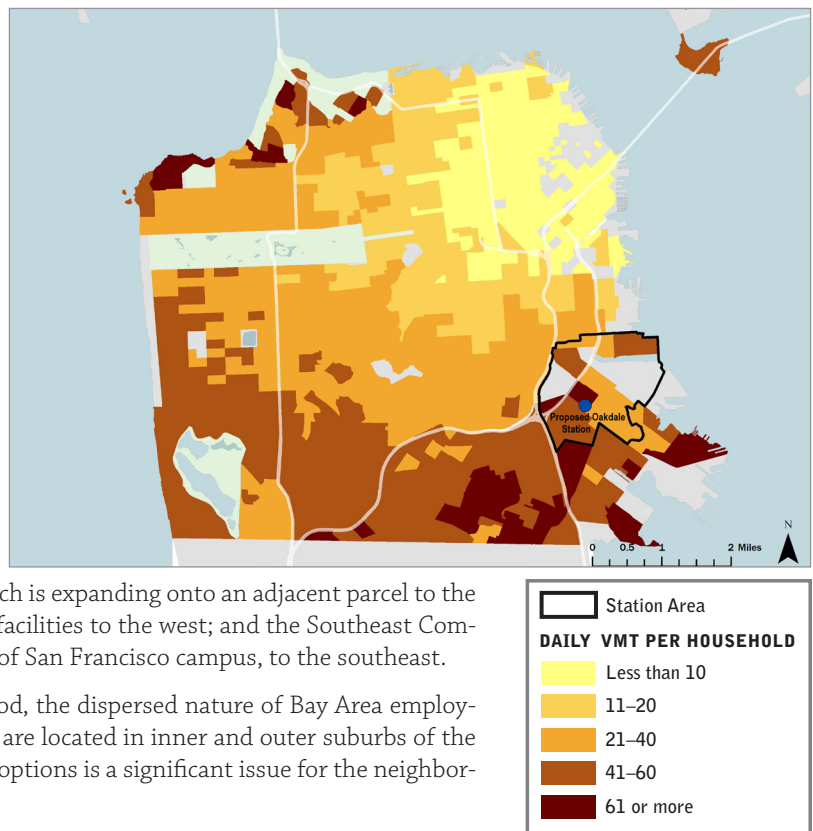 Proposed Oakdale
Station
N
0 0.5 1 2 Miles
ch is expanding onto an adjacent parcel to the
facilities to the west; and the Southeast Com-
of San Francisco campus, to the southeast.
od, the dispersed nature of Bay Area employ-
are located in inner and outer suburbs of the
options is a significant issue for the neighbor-
Station Area
DAILY VMT PER HOUSEHOLD
Less than 10
11–20
21–40
41–60
61 or more